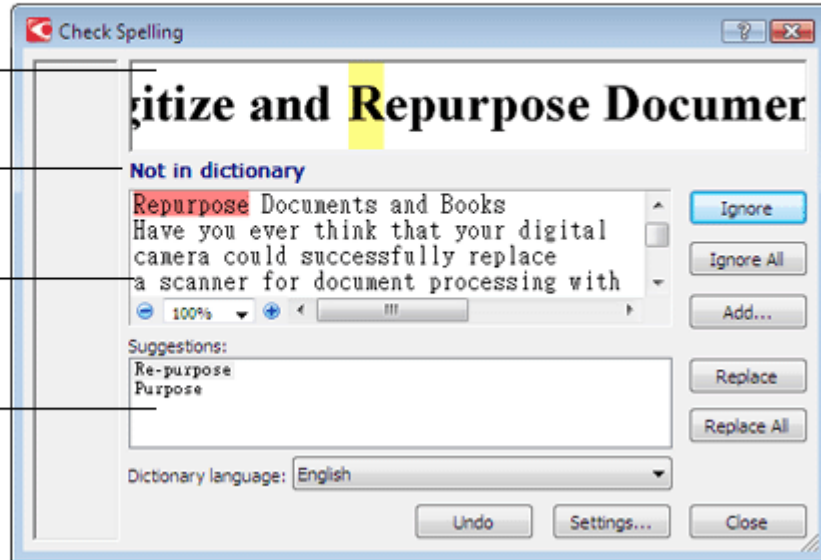 Check Spelling
gitize and Repurpose Documen
Not in dictionary
Repurpose Documents and Books
Have you ever think that your digital
camera could successfully replace
a scanner for document processing with
100%
Ignore
Ignore All
Add...
Suggestions:
Re-purpose
Purpose
Replace
Replace All
Dictionary language: English
Undo Settings... Close